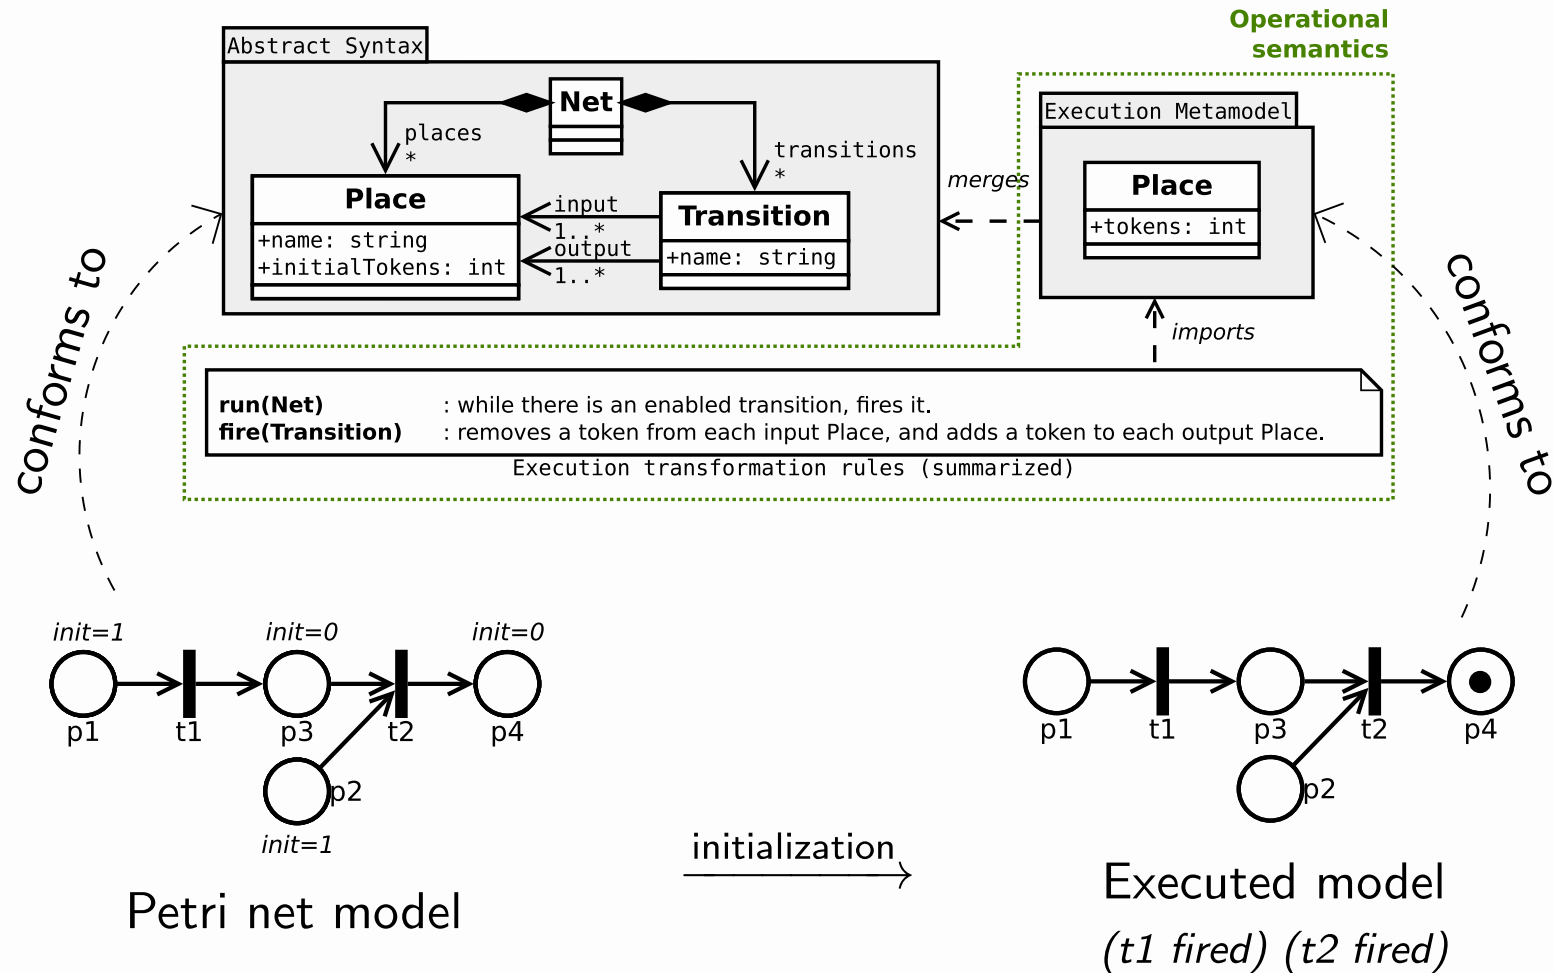 Operational
semantics
Abstract Syntax
Net
places
*
transitions
*
Place
+name: string
+initialTokens: int
input
1..*
output
1..*
Transition
+name: string
merges
Execution Metamodel
Place
+tokens: int
imports
conforms to
conforms to
run(Net) : while there is an enabled transition, fires it.
fire(Transition) : removes a token from each input Place, and adds a token to each output Place.
Execution transformation rules (summarized)
init=1
init=0
init=0
p1
t1
p3
t2
p4
p2
init=1
Petri net model
initialization
p1
t1
p3
t2
p4
p2
Executed model
(t1 fired) (t2 fired)